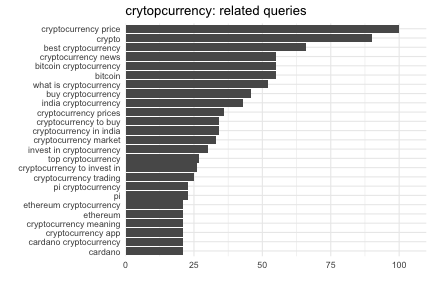 crytopcurrency: related queries
cryptocurrency price
crypto
best cryptocurrency
cryptocurrency news
bitcoin cryptocurrency
bitcoin
what is cryptocurrency
buy cryptocurrency
india cryptocurrency
cryptocurrency prices
cryptocurrency to buy
cryptocurrency in india
cryptocurrency market
invest in cryptocurrency
top cryptocurrency
cryptocurrency to invest in
cryptocurrency trading
pi cryptocurrency
pi
ethereum cryptocurrency
ethereum
cryptocurrency meaning
cryptocurrency app
cardano cryptocurrency
cardano
0 25 50 75 100